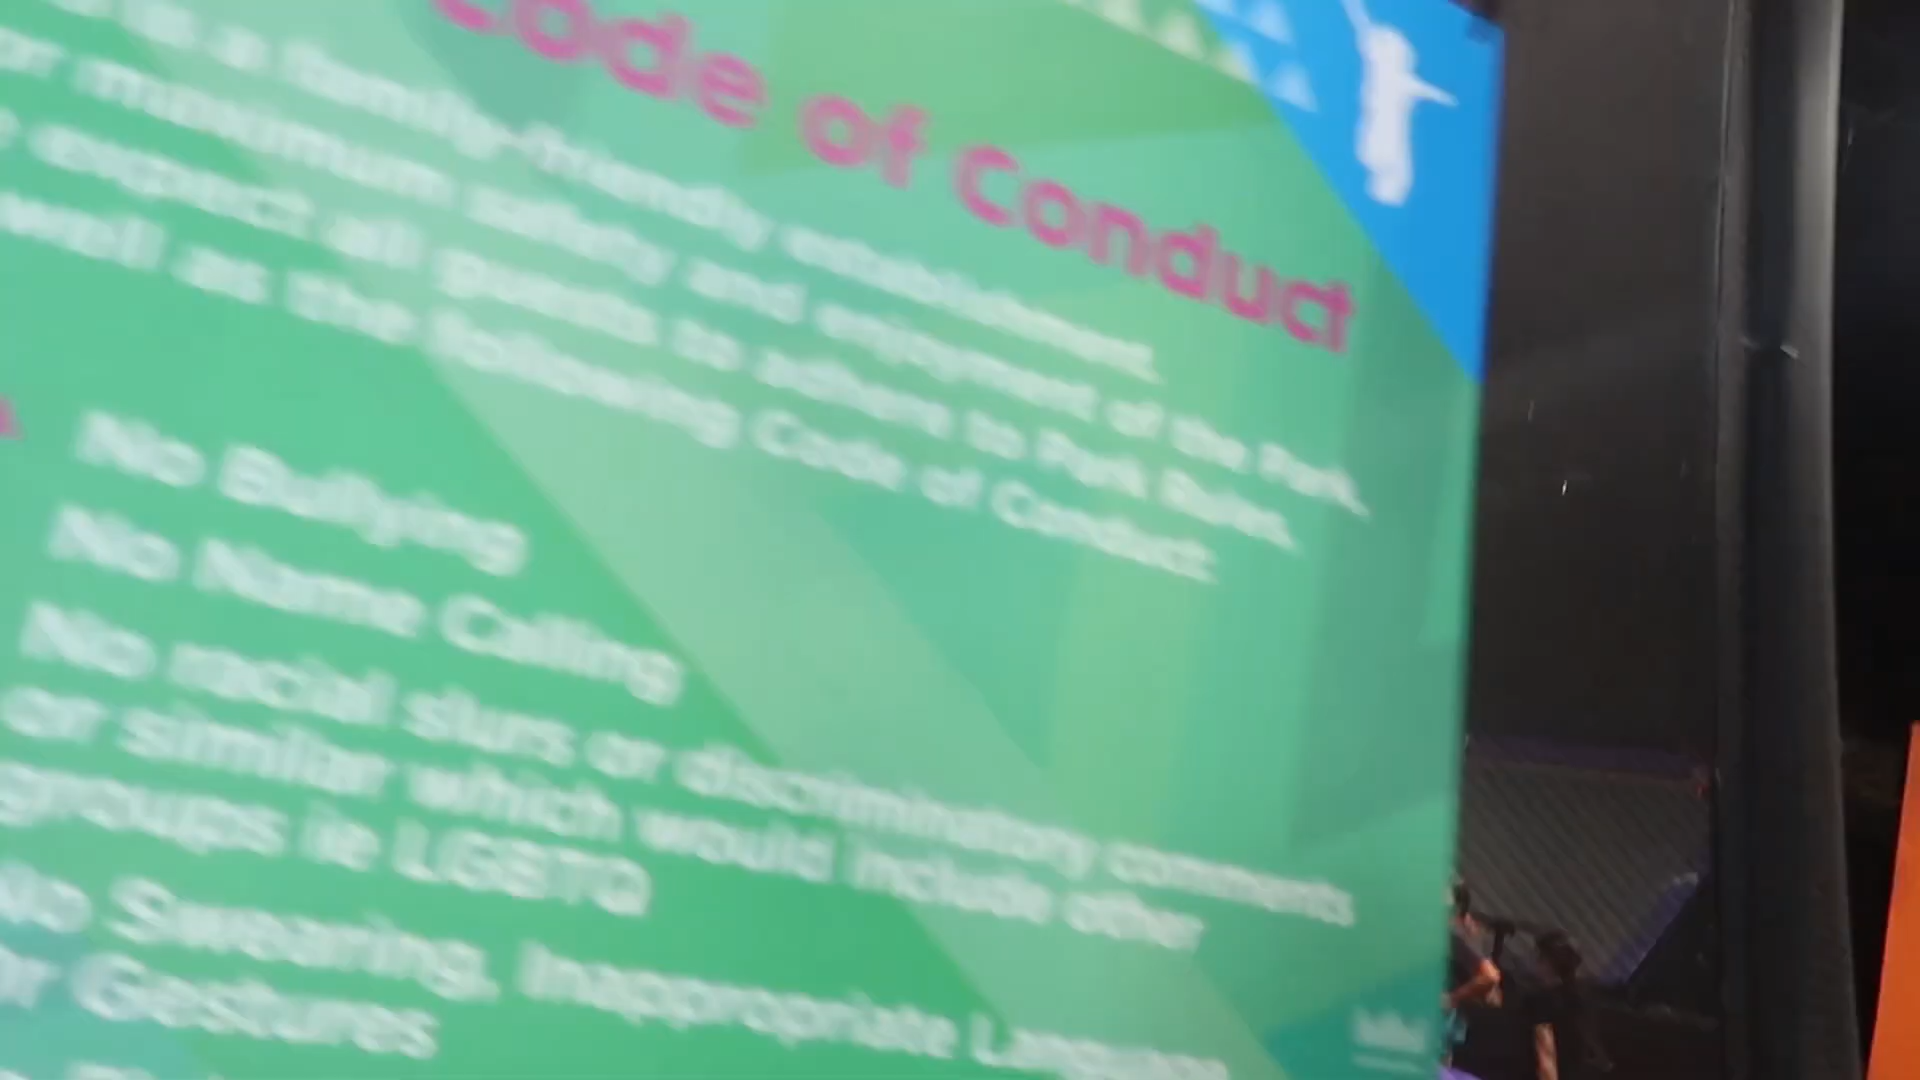 Code of Conduct
is a family-friendly establishment.
or maximum safety and enjoyment of the Park,
expect all guests to adhere to Park Rules,
well as the following Code of Conduct:
No Bullying
No Name Calling
No racial slurs or discriminatory comments
or similar which would include other
groups ie LGBTQ
No Swearing, Inappropriate Language
or Gestures